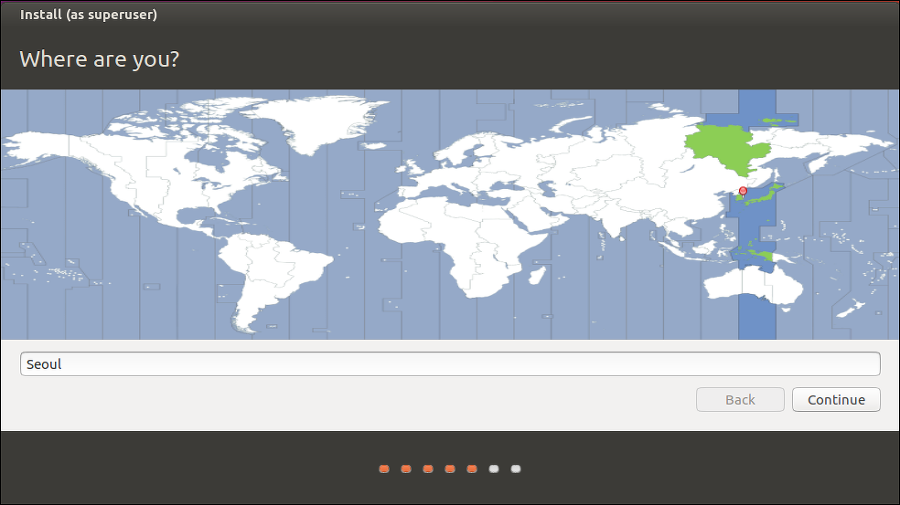 Install (as superuser)
Where are you?
Seoul
Back
Continue